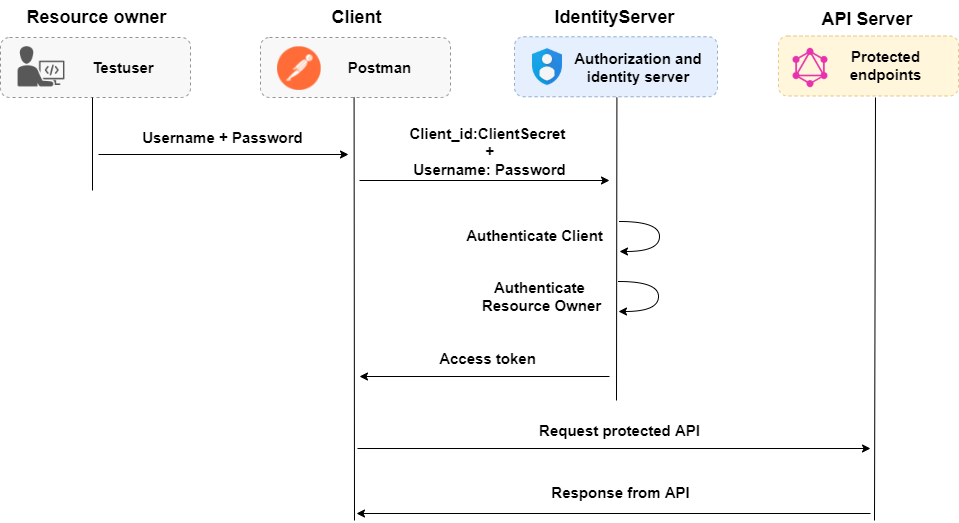 Resource owner
Client
IdentityServer
API Server
Testuser
Postman
Authorization and
identity server
Protected
endpoints
Username + Password
Client_id:ClientSecret
+
Username: Password
Authenticate Client
Authenticate
Resource Owner
Access token
Request protected API
Response from API